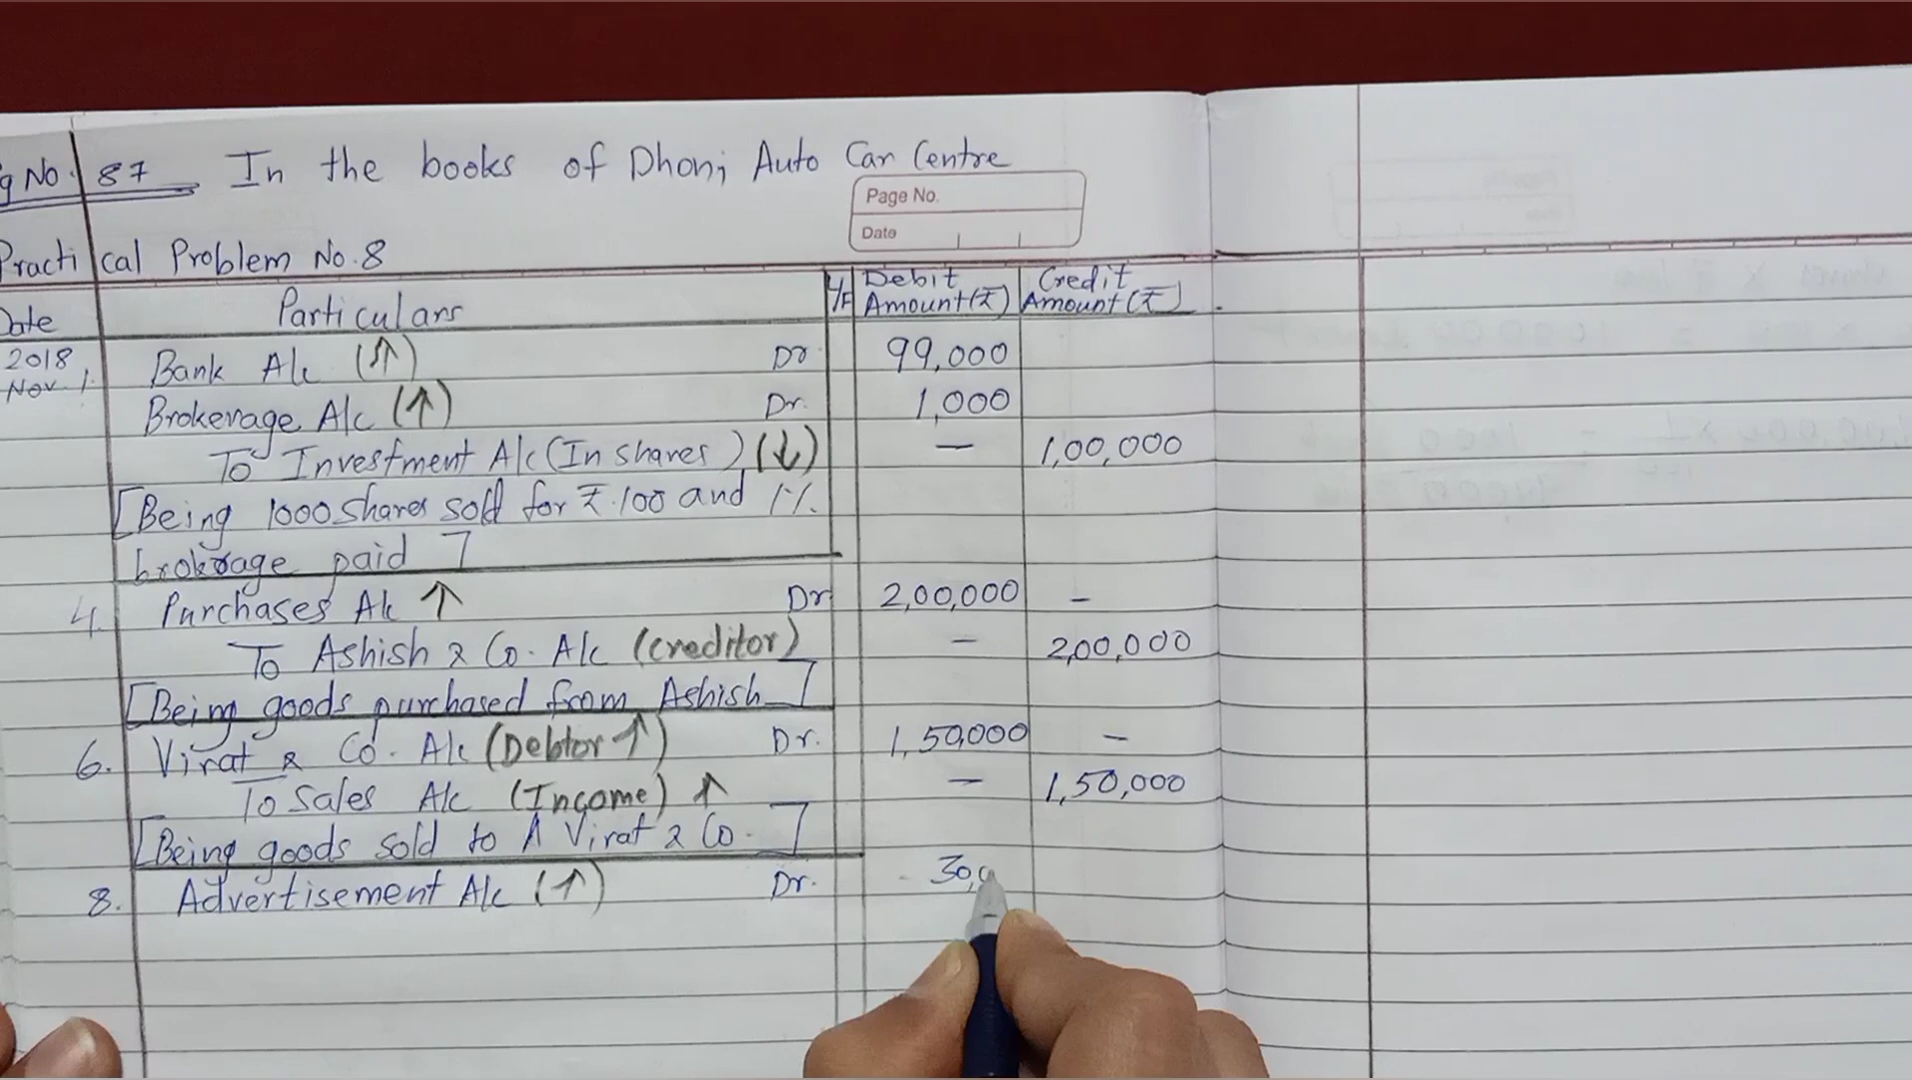 g No. 87 In the books of Dhoni Auto Car Centre
Page No.
Date
Practical Problem No. 8
Date Particulars L/F Debit Amount (₹) Credit Amount (₹)
2018 Nov. 1 Bank A/c (↑) Dr 99,000
Brokerage A/c (↑) Dr. 1,000
To Investment A/c (In shares) (↓) — 1,00,000
[Being 1000 shares sold for ₹.100 and 1%.
brokerage paid ]
4. Purchases A/c ↑ Dr 2,00,000 -
To Ashish & Co. A/c (creditor) — 2,00,000
[Being goods purchased from Ashish ]
6. Virat & Co. A/c (Debtor ↑) Dr. 1,50,000 -
To Sales A/c (Income) ↑ — 1,50,000
[Being goods sold to A Virat & Co. ]
8. Advertisement A/c (↑) Dr. 30,0